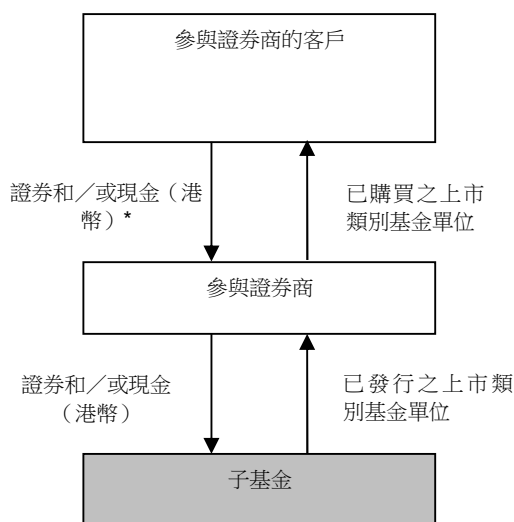 參與證券商的客戶
證券和／或現金（港
幣）*
已購買之上市
類別基金單位
參與證券商
證券和／或現金
（港幣）
已發行之上市類
別基金單位
子基金